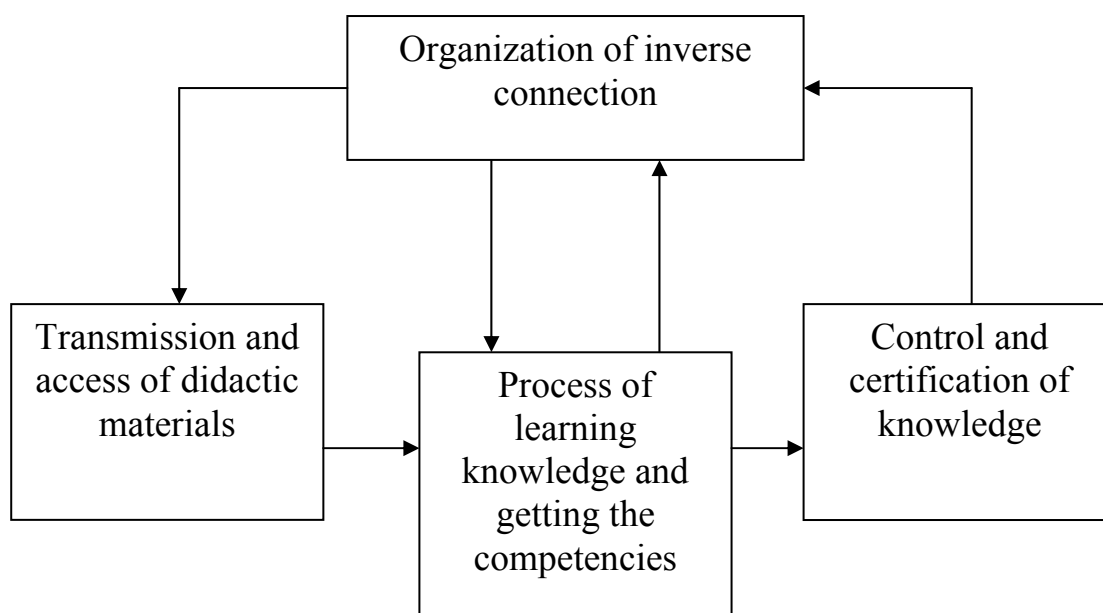 Organization of inverse
connection
Transmission and
access of didactic
materials
Process of
learning
knowledge and
getting the
competencies
Control and
certification of
knowledge